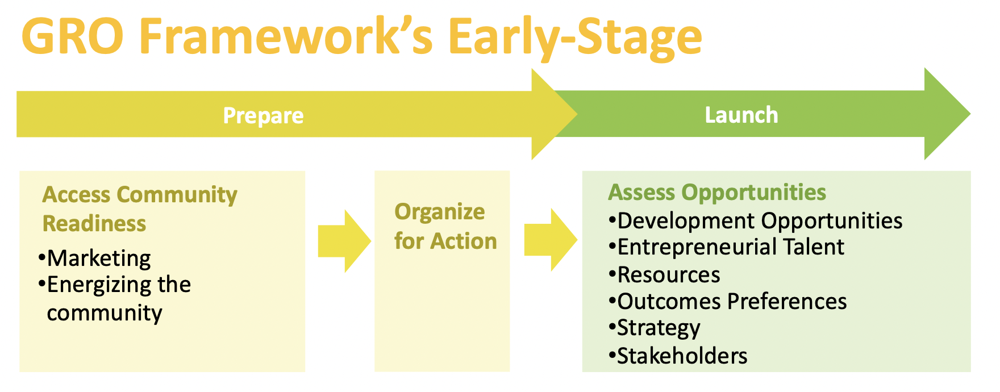 GRO Framework’s Early-Stage
Prepare
Launch
Access Community
Readiness
•Marketing
•Energizing the
community
Organize
for Action
Assess Opportunities
•Development Opportunities
•Entrepreneurial Talent
•Resources
•Outcomes Preferences
•Strategy
•Stakeholders